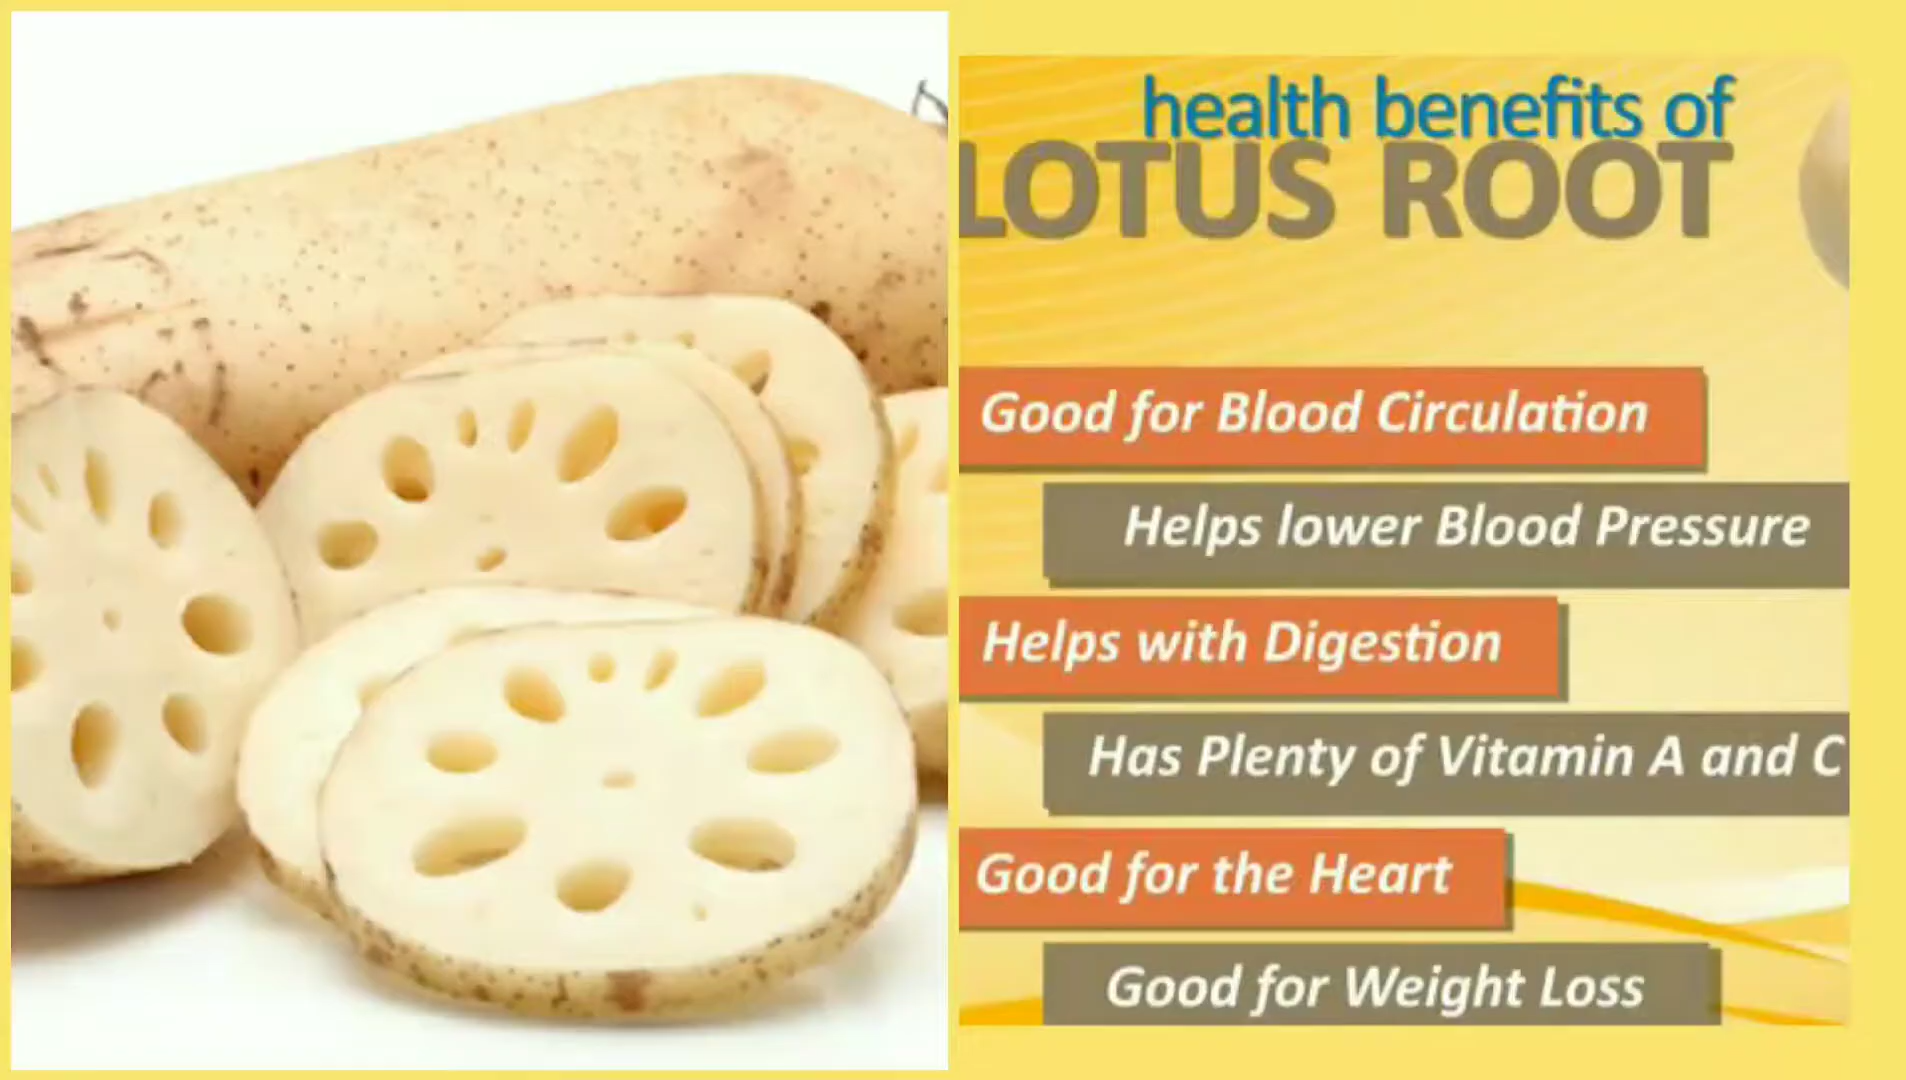 health benefits of
LOTUS ROOT
Good for Blood Circulation
Helps lower Blood Pressure
Helps with Digestion
Has Plenty of Vitamin A and C
Good for the Heart
Good for Weight Loss